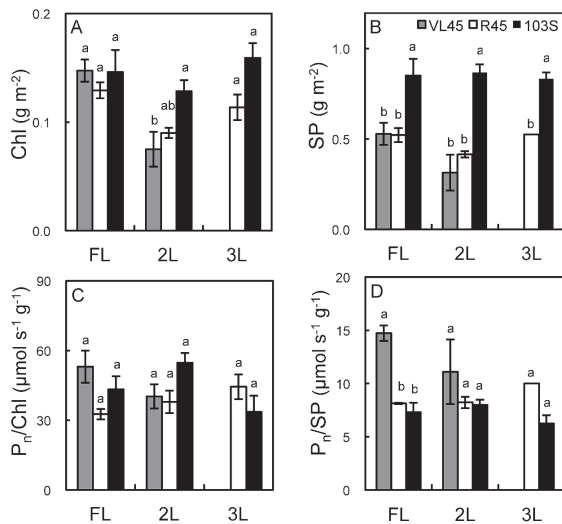 A
Chl (g m-2)
0.2
0.1
0.0
a a a
b ab a
a a
FL 2L 3L
B
VL45 R45 103S
SP (g m-2)
1.0
0.5
0.0
b b a
b b a
b a
FL 2L 3L
C
Pn/Chl (μmol s-1 g-1)
90
60
30
0
a a a
a a a
a a
FL 2L 3L
D
Pn/SP (μmol s-1 g-1)
20
15
10
5
0
a b b
a a a
a a
FL 2L 3L